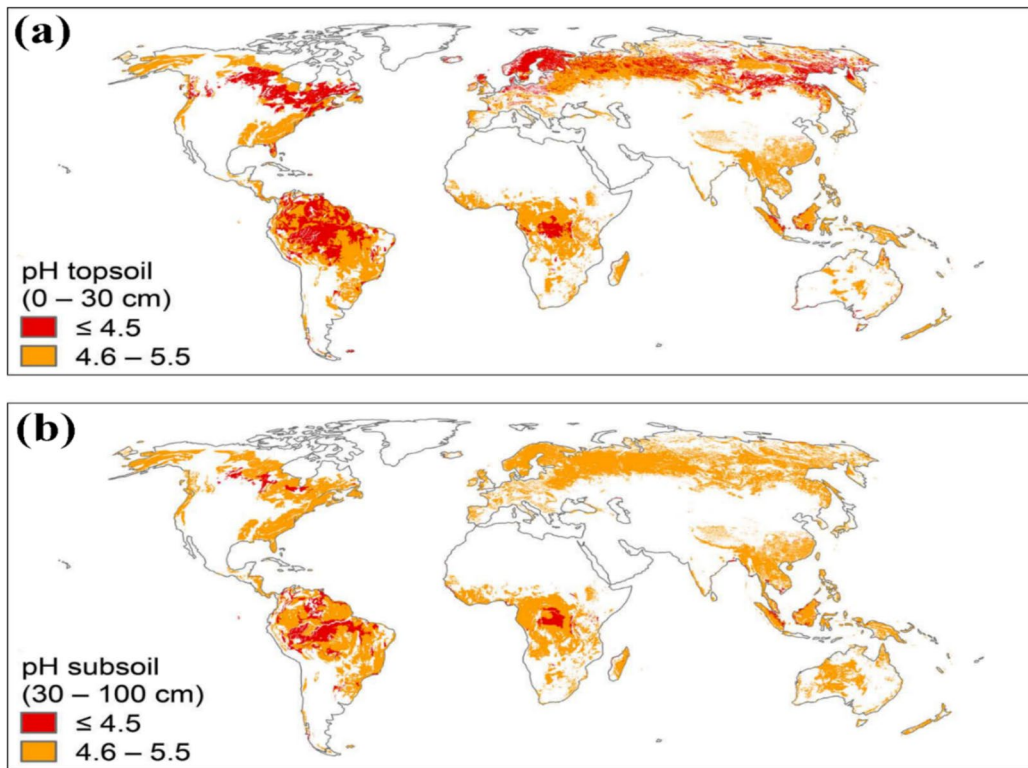 (a)
pH topsoil
(0 – 30 cm)
≤ 4.5
4.6 – 5.5
(b)
pH subsoil
(30 – 100 cm)
≤ 4.5
4.6 – 5.5